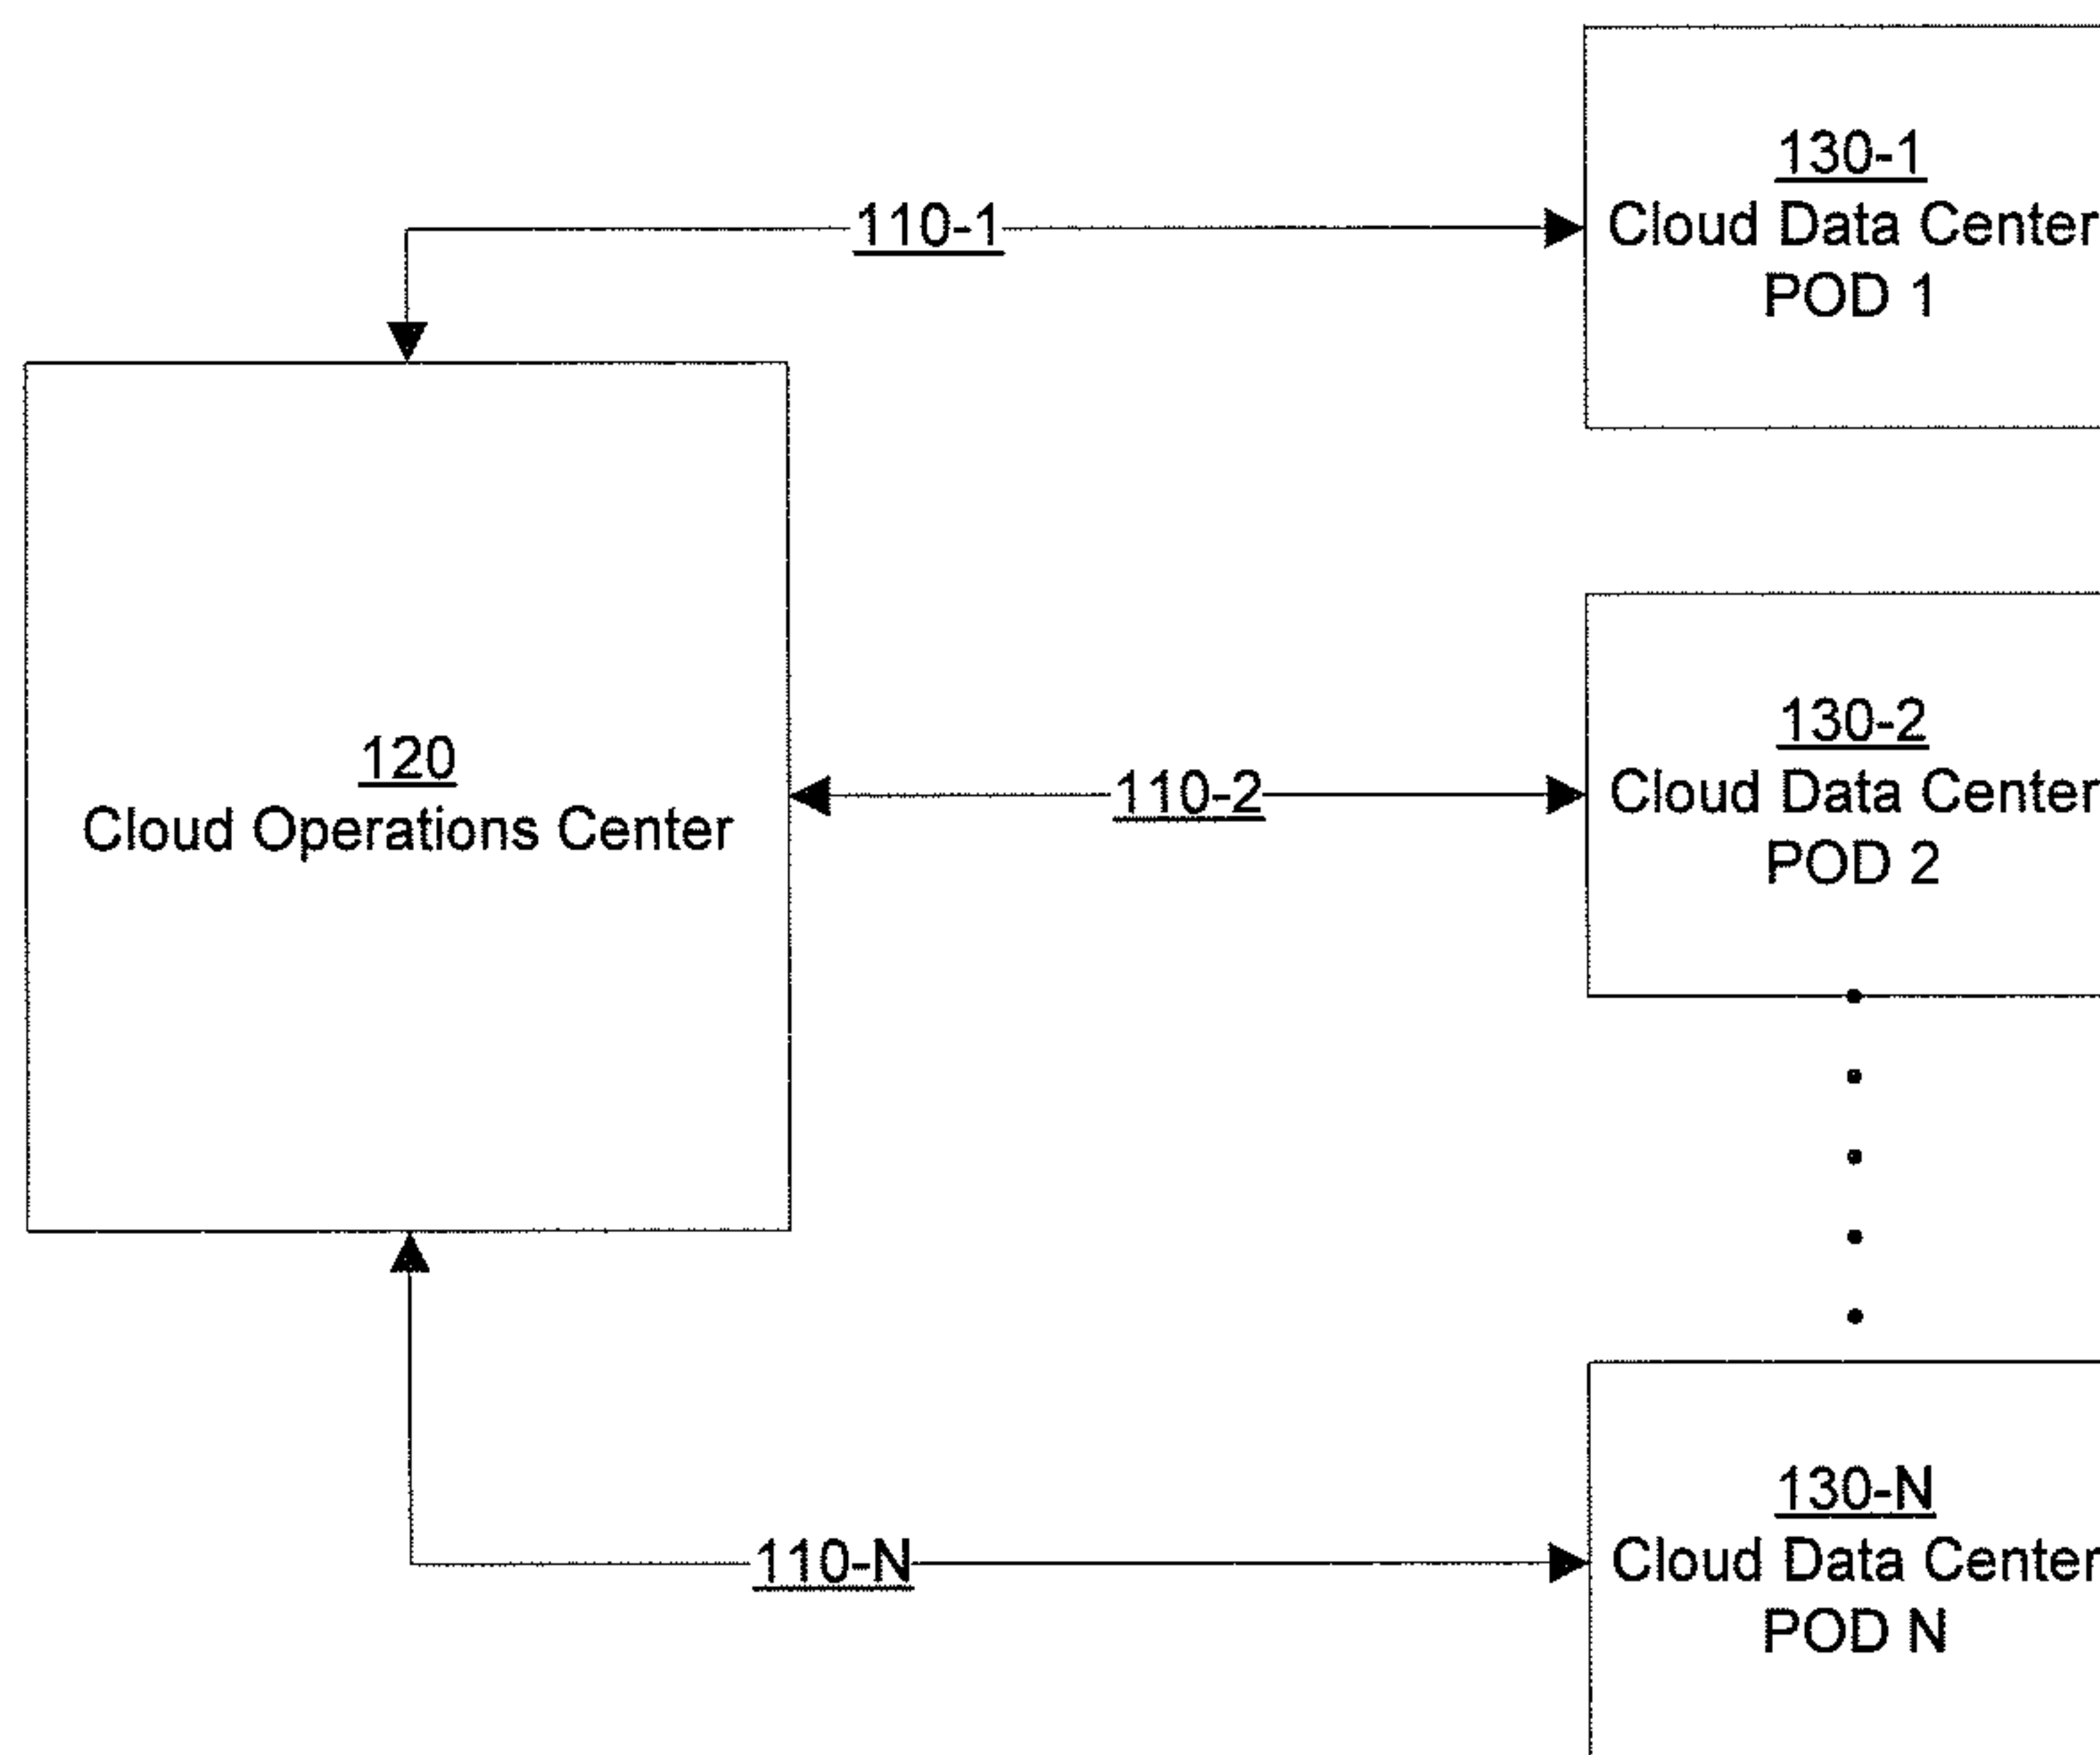 130-1
Cloud Data Center
POD 1
110-1
120
Cloud Operations Center
110-2
130-2
Cloud Data Center
POD 2
130-N
Cloud Data Center
POD N
110-N